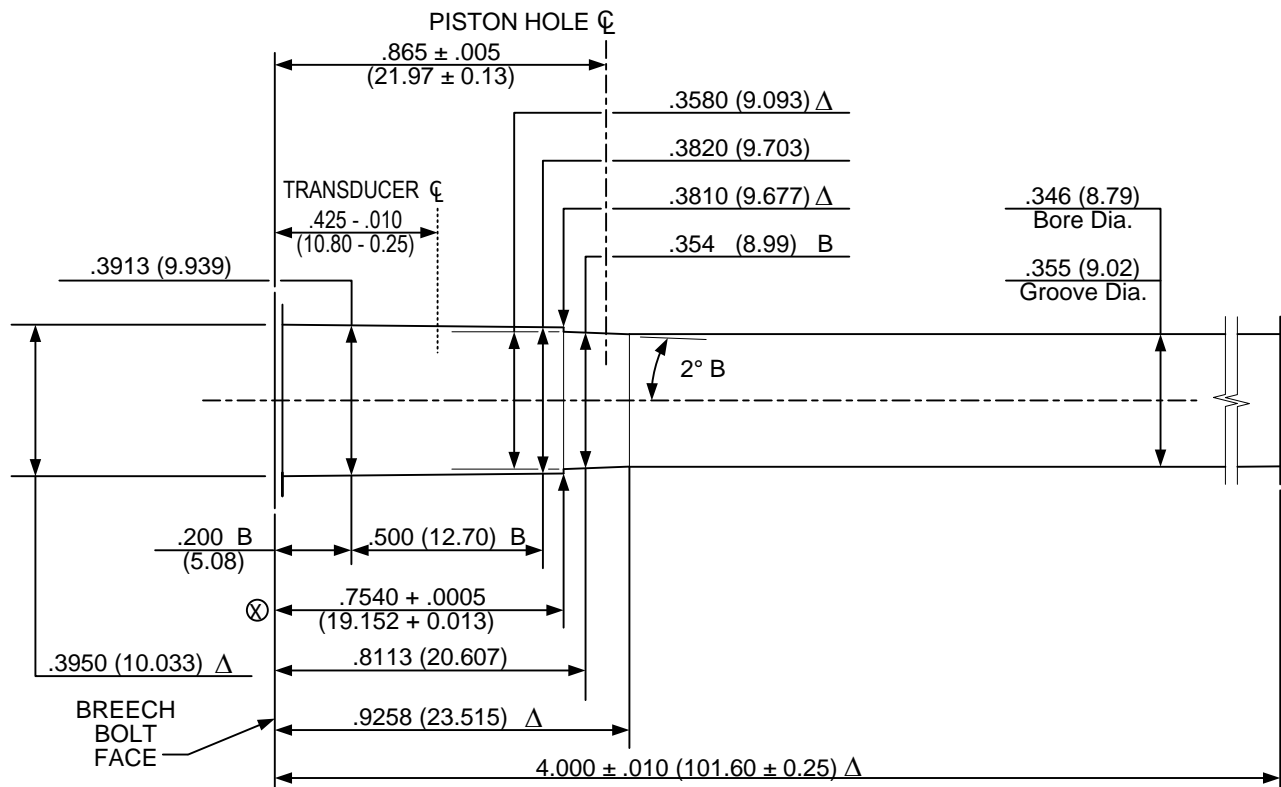 PISTON HOLE ℄
.865 ± .005
(21.97 ± 0.13)
.3580 (9.093) Δ
.3820 (9.703)
TRANSDUCER ℄
.3810 (9.677) Δ
.346 (8.79)
Bore Dia.
.425 - .010
(10.80 - 0.25)
.354 (8.99) B
.3913 (9.939)
.355 (9.02)
Groove Dia.
2° B
.200 B
(5.08)
.500 (12.70) B
Ⓧ
.7540 + .0005
(19.152 + 0.013)
.3950 (10.033) Δ
.8113 (20.607)
BREECH
BOLT
FACE
.9258 (23.515) Δ
4.000 ± .010 (101.60 ± 0.25) Δ